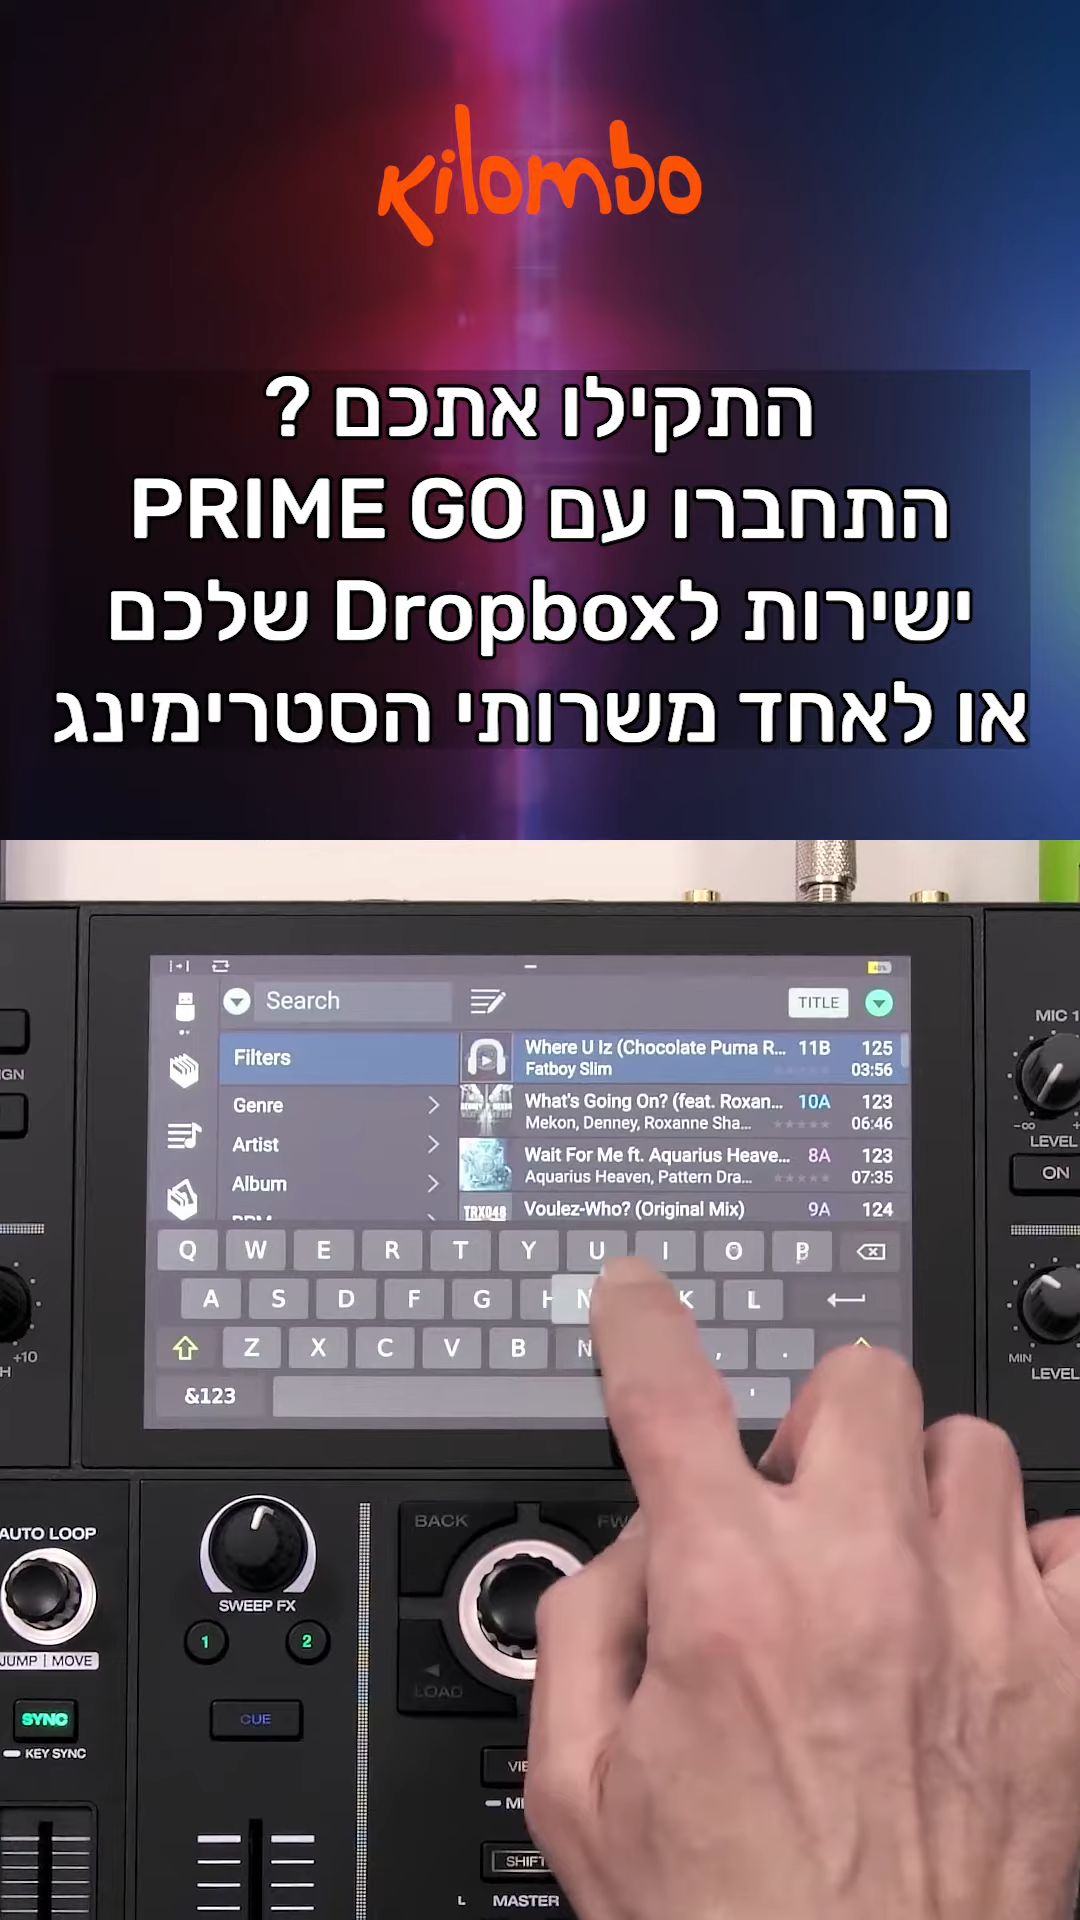 kilombo
התקילו אתכם ?
התחברו עם PRIME GO
ישירות לDropbox שלכם
או לאחד משרותי הסטרימינג
Search
TITLE
Filters
Genre
Artist
Album
Where U Iz (Chocolate Puma R... 11B 125
Fatboy Slim 03:56
What's Going On? (feat. Roxan... 10A 123
Mekon, Denney, Roxanne Sha... 06:46
Wait For Me ft. Aquarius Heave... 8A 123
Aquarius Heaven, Pattern Dra... 07:35
TRX048 Voulez-Who? (Original Mix) 9A 124
Q W E R T Y U I O P
A S D F G H N K L
Z X C V B N , .
&123 '
MIC 1
-∞
LEVEL
ON
MIN
LEVEL
+10
AUTO LOOP
JUMP | MOVE
SYNC
KEY SYNC
SWEEP FX
1 2
CUE
BACK
LOAD
SHIFT
L MASTER